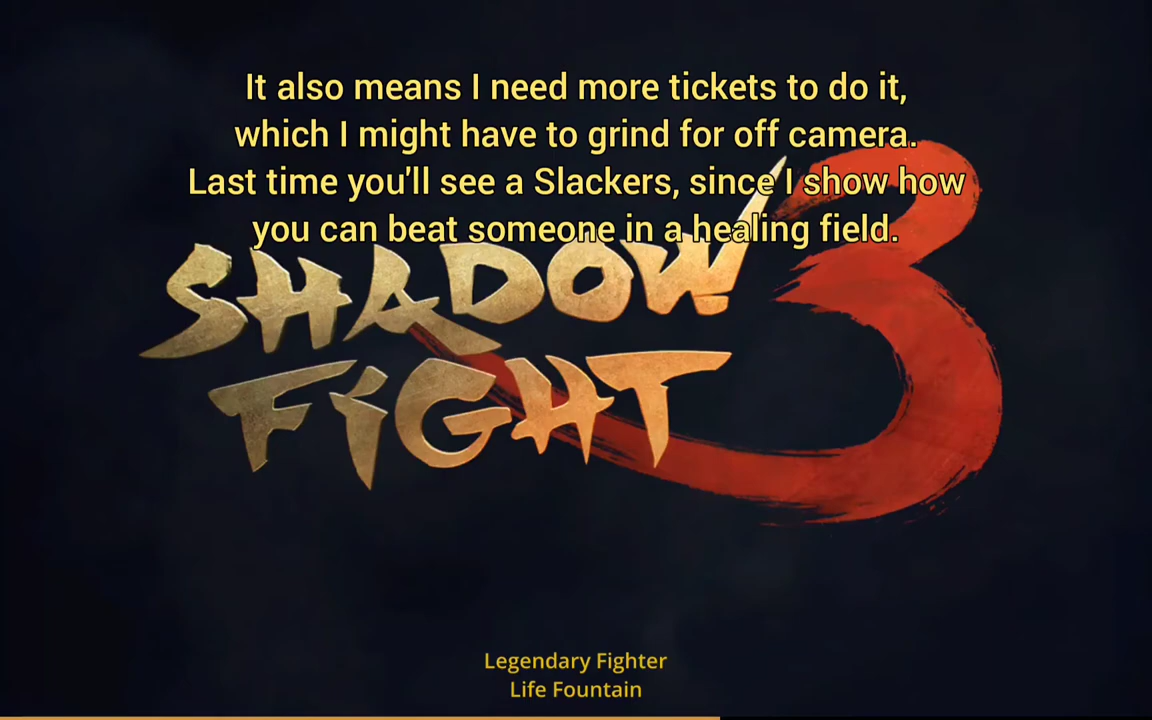 It also means I need more tickets to do it,
which I might have to grind for off camera.
Last time you'll see a Slackers, since I show how
you can beat someone in a healing field.
SHADOW
FiGHT
3
Legendary Fighter
Life Fountain